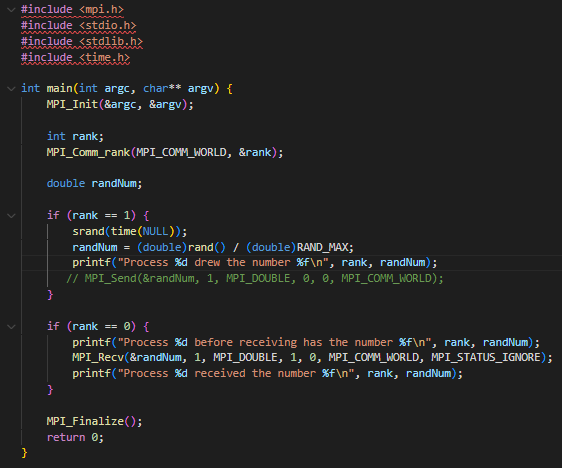 #include <mpi.h>
#include <stdio.h>
#include <stdlib.h>
#include <time.h>
int main(int argc, char** argv) {
MPI_Init(&argc, &argv);
int rank;
MPI_Comm_rank(MPI_COMM_WORLD, &rank);
double randNum;
if (rank == 1) {
srand(time(NULL));
randNum = (double)rand() / (double)RAND_MAX;
printf("Process %d drew the number %f\n", rank, randNum);
// MPI_Send(&randNum, 1, MPI_DOUBLE, 0, 0, MPI_COMM_WORLD);
}
if (rank == 0) {
printf("Process %d before receiving has the number %f\n", rank, randNum);
MPI_Recv(&randNum, 1, MPI_DOUBLE, 1, 0, MPI_COMM_WORLD, MPI_STATUS_IGNORE);
printf("Process %d received the number %f\n", rank, randNum);
}
MPI_Finalize();
return 0;
}